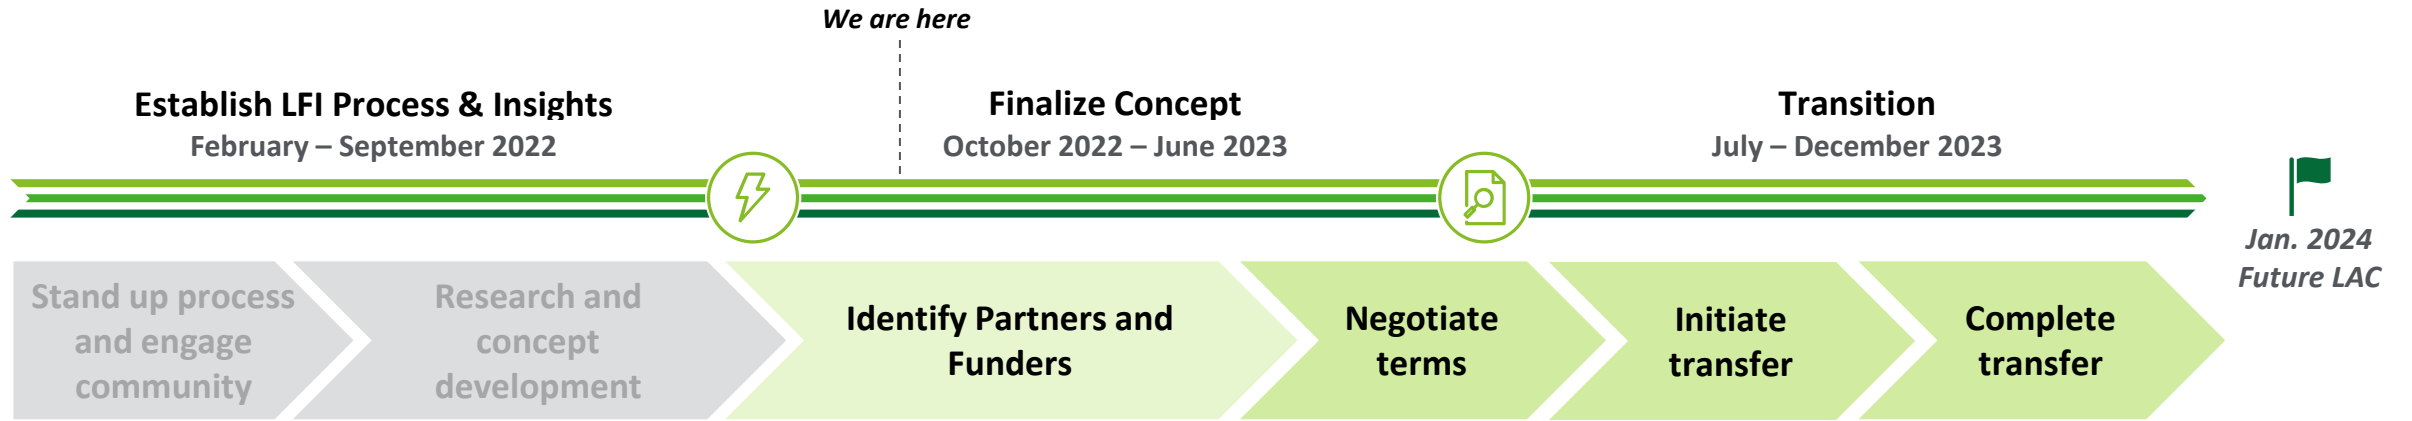 We are here
Establish LFI Process & Insights
February – September 2022
Finalize Concept
October 2022 – June 2023
Transition
July – December 2023
Jan. 2024
Future LAC
Stand up process
and engage
community
Research and
concept
development
Identify Partners and
Funders
Negotiate
terms
Initiate
transfer
Complete
transfer